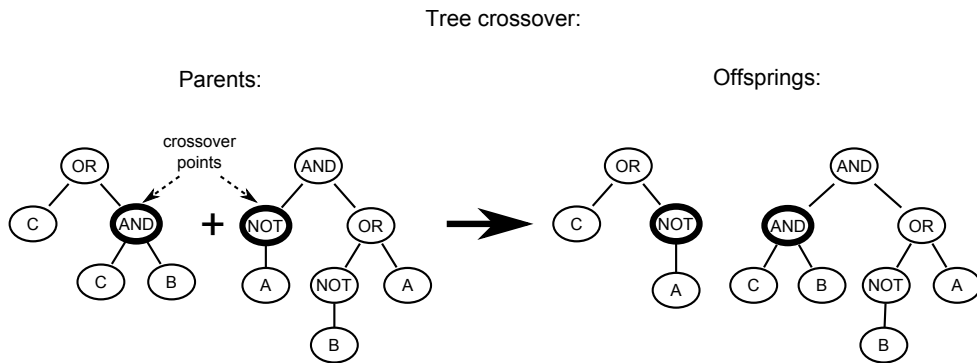 Tree crossover:
Parents:
Offsprings:
crossover
points
OR
AND
OR
AND
C
AND
+
NOT
OR
C
NOT
AND
OR
C
B
A
NOT
A
A
C
B
NOT
A
B
B